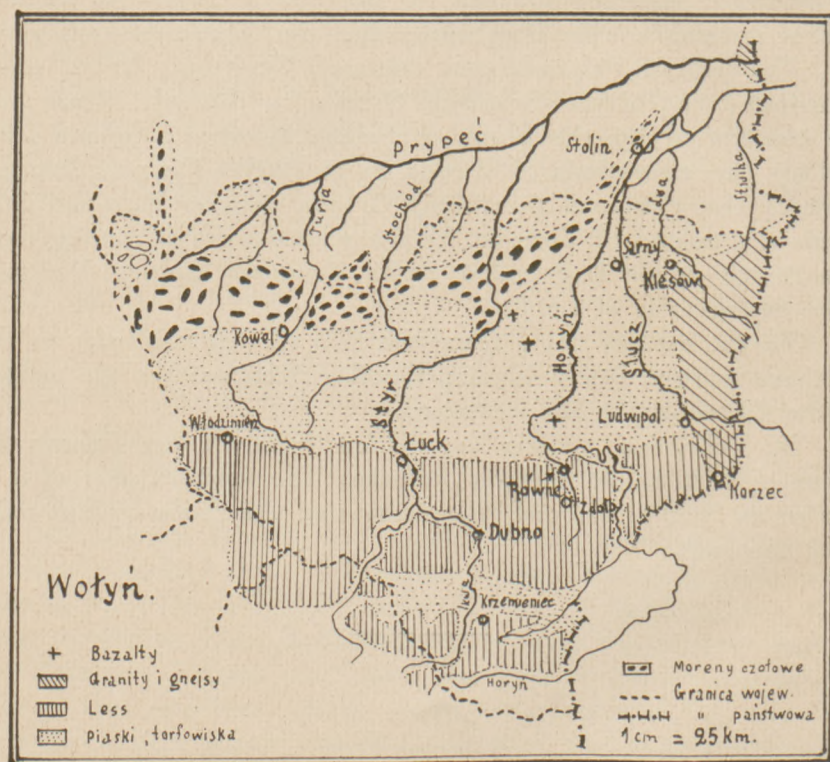 Prypeć
Stolin
Jurja
Stochód
Lwa
Stwiha
Sarny
Klesów
Kowel
Horyń
Słucz
Styr
Włodzimierz
Ludwipol
Łuck
Równe
Zdołb.
Korzec
Dubno
Wołyń.
Ikwa
Krzemieniec
Horyń
+ Bazalty
Granity i gnejsy
Less
Piaski, torfowiska
Moreny czołowe
Granica wojew.
" państwowa
1 cm = 25 km.